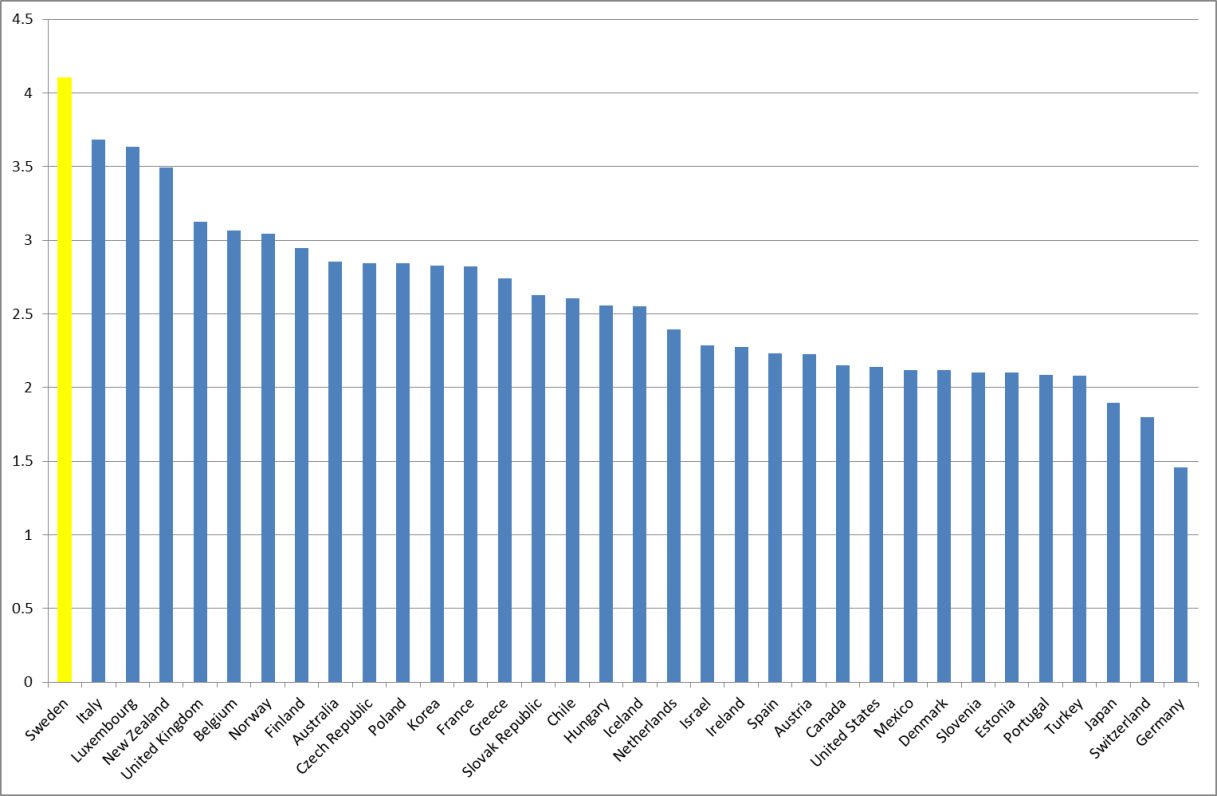 4.5
4
3.5
3
2.5
2
1.5
1
0.5
0
Sweden
Italy
Luxembourg
New Zealand
United Kingdom
Belgium
Norway
Finland
Australia
Czech Republic
Poland
Korea
France
Greece
Slovak Republic
Chile
Hungary
Iceland
Netherlands
Israel
Ireland
Spain
Austria
Canada
United States
Mexico
Denmark
Slovenia
Estonia
Portugal
Turkey
Japan
Switzerland
Germany